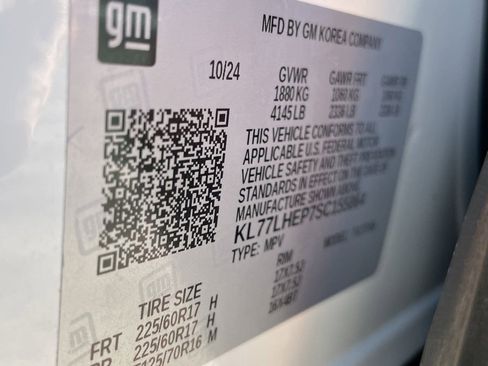 gm
MFD BY GM KOREA COMPANY
10/24 GVWR GAWR FRT
1880 KG 1060 KG
4145 LB 2336 LB
THIS VEHICLE CONFORMS TO ALL
APPLICABLE U.S. FEDERAL MOTOR
VEHICLE SAFETY AND THEFT PREVENTION
STANDARDS IN EFFECT ON THE DATE OF
MANUFACTURE SHOWN ABOVE.
KL77LHEP7SC155064
TYPE: MPV
TIRE SIZE RIM
FRT 225/60R17 H 17X7.5J
225/60R17 H 17X7.5J
T125/70R16 M 16X4BT